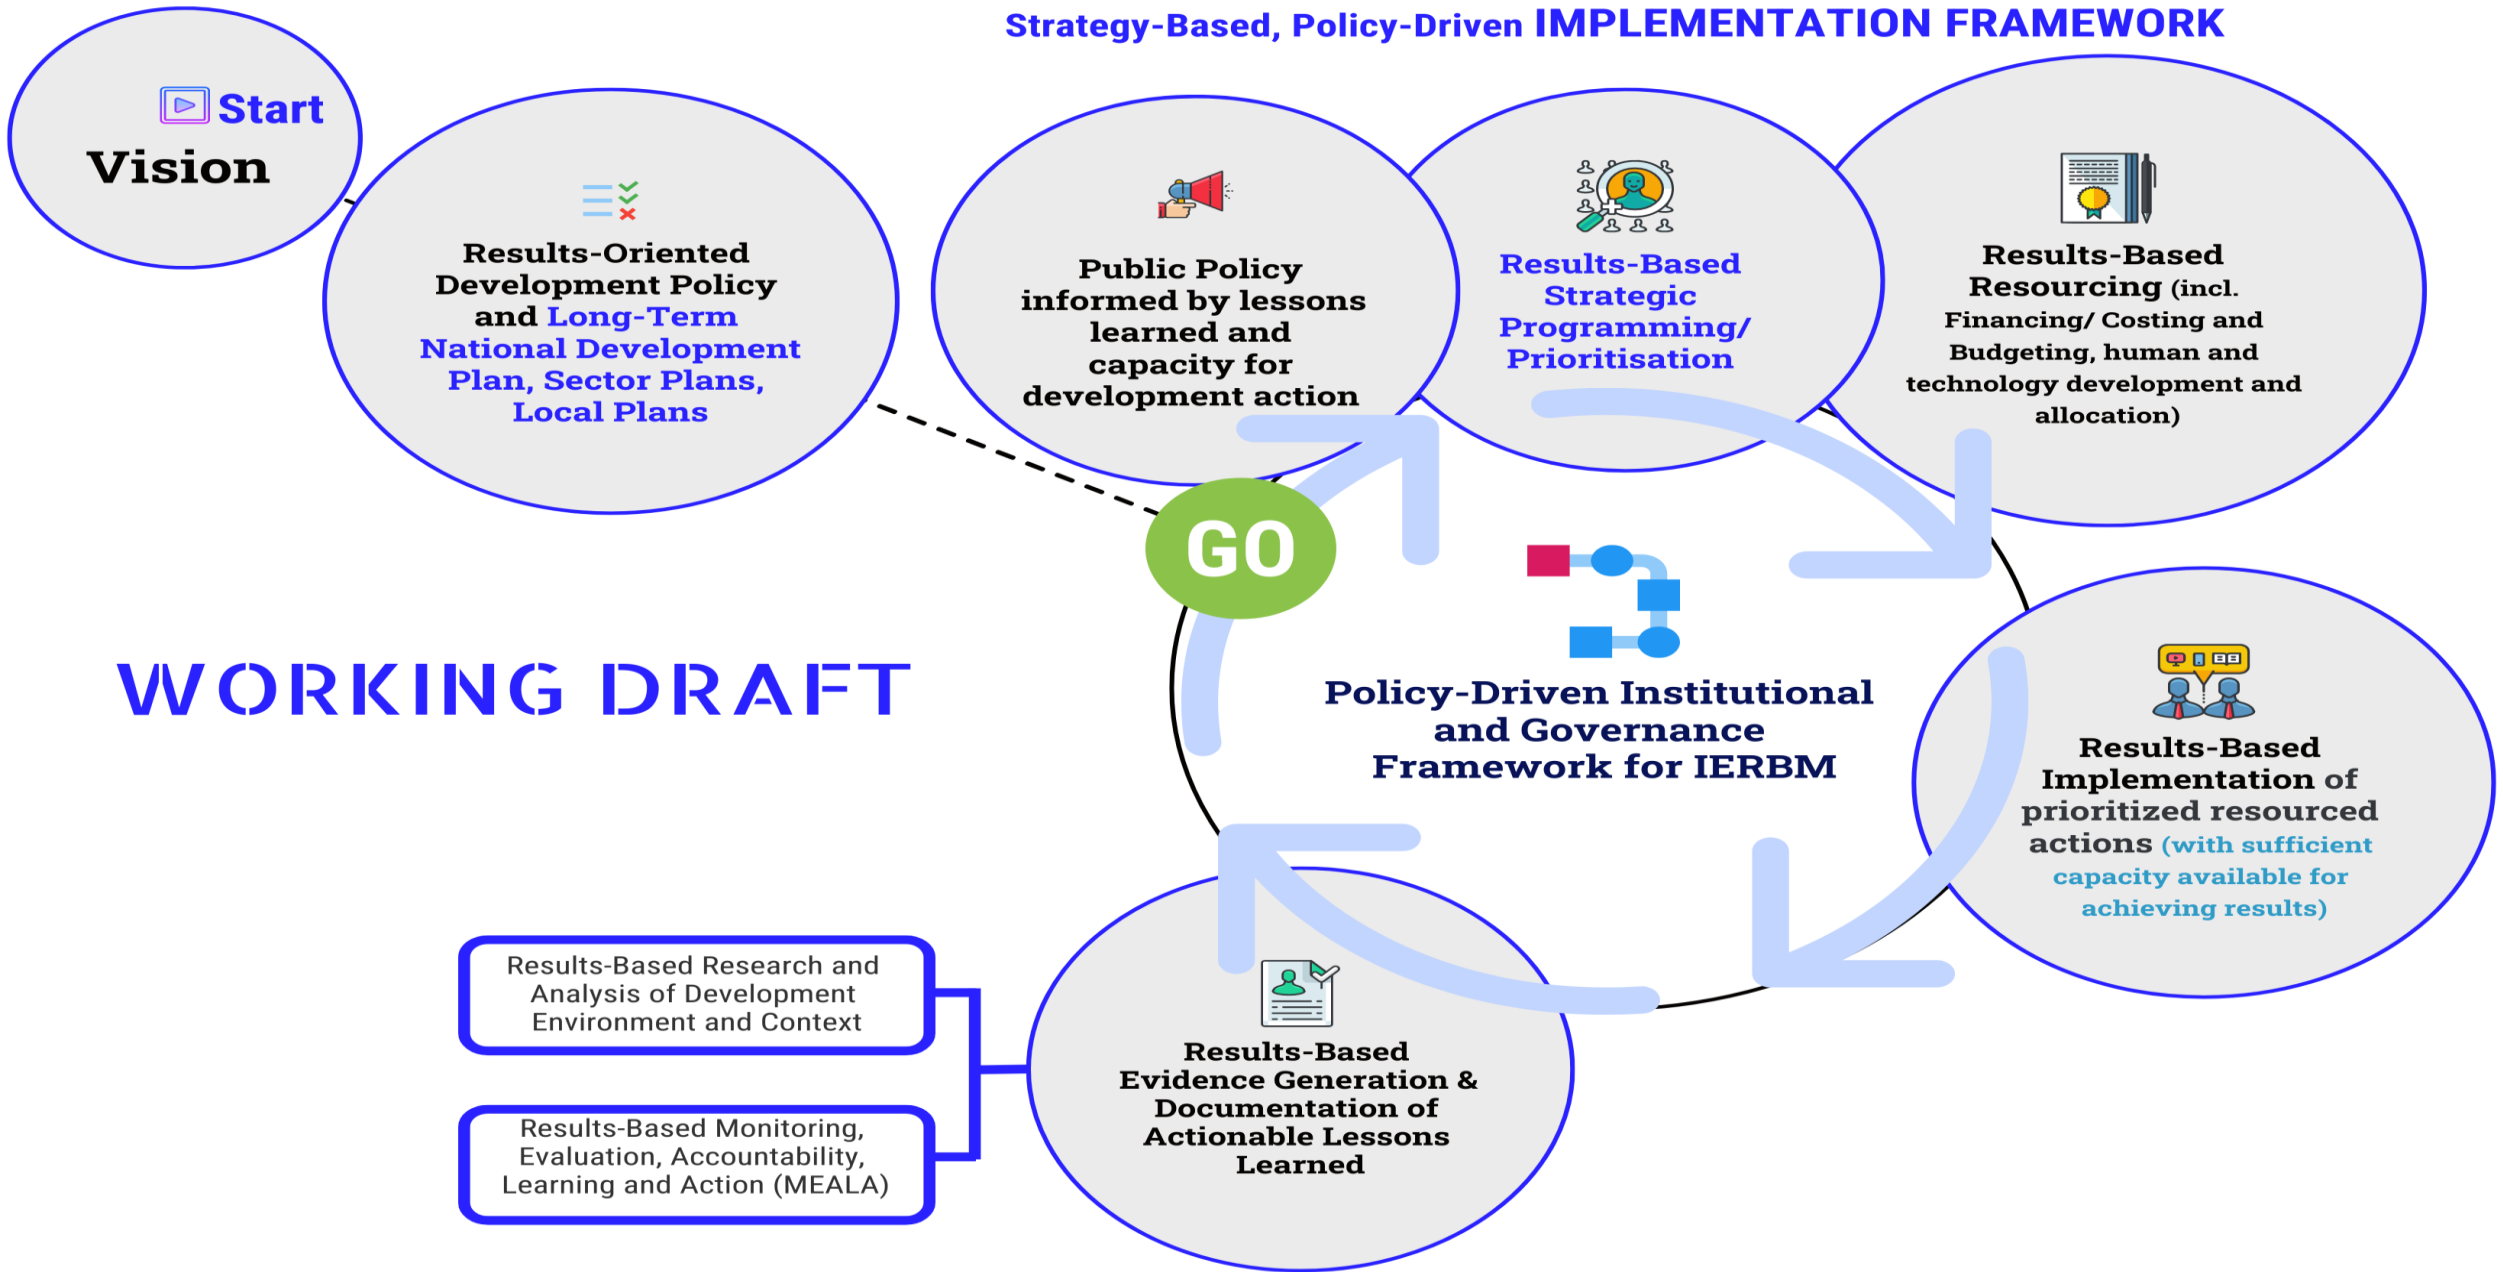 Strategy-Based, Policy-Driven IMPLEMENTATION FRAMEWORK
Start
Vision
Results-Oriented
Development Policy
and Long-Term
National Development
Plan, Sector Plans,
Local Plans
Public Policy
informed by lessons
learned and
capacity for
development action
Results-Based
Strategic
Programming/
Prioritisation
Results-Based
Resourcing (incl.
Financing/ Costing and
Budgeting, human and
technology development and
allocation)
GO
Policy-Driven Institutional
and Governance
Framework for IERBM
WORKING DRAFT
Results-Based
Implementation of
prioritized resourced
actions (with sufficient
capacity available for
achieving results)
Results-Based Research and
Analysis of Development
Environment and Context
Results-Based Monitoring,
Evaluation, Accountability,
Learning and Action (MEALA)
Results-Based
Evidence Generation &
Documentation of
Actionable Lessons
Learned